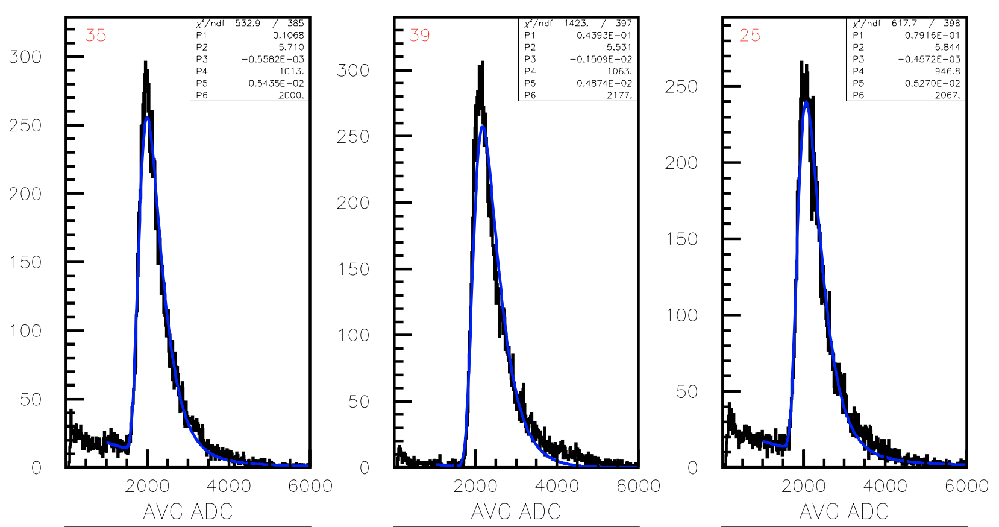 35
χ²/ndf 532.9 / 385
P1 0.1068
P2 5.710
P3 −0.5582E−03
P4 1013.
P5 0.5435E−02
P6 2000.
300
250
200
150
100
50
0
2000 4000 6000
AVG ADC
39
χ²/ndf 1423. / 397
P1 0.4393E−01
P2 5.531
P3 −0.1509E−02
P4 1063.
P5 0.4874E−02
P6 2177.
300
250
200
150
100
50
0
2000 4000 6000
AVG ADC
25
χ²/ndf 617.7 / 398
P1 0.7916E−01
P2 5.844
P3 −0.4572E−03
P4 946.8
P5 0.5270E−02
P6 2067.
250
200
150
100
50
0
2000 4000 6000
AVG ADC